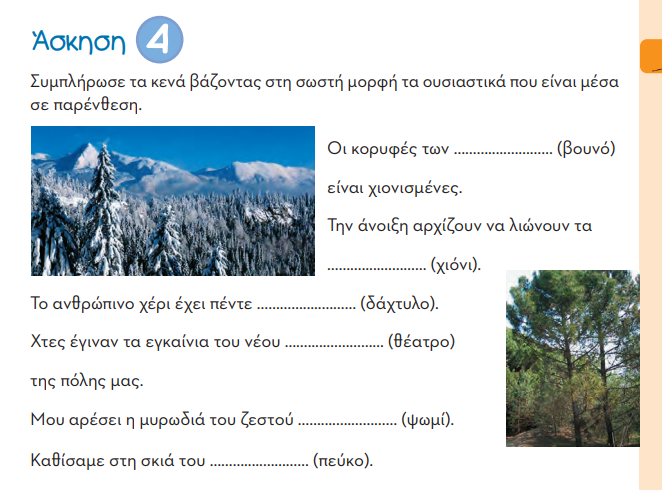 Άσκηση 4
Συμπλήρωσε τα κενά βάζοντας στη σωστή μορφή τα ουσιαστικά που είναι μέσα
σε παρένθεση.
Οι κορυφές των .......................... (βουνό)
είναι χιονισμένες.
Την άνοιξη αρχίζουν να λιώνουν τα
.......................... (χιόνι).
Το ανθρώπινο χέρι έχει πέντε .......................... (δάχτυλο).
Χτες έγιναν τα εγκαίνια του νέου .......................... (θέατρο)
της πόλης μας.
Μου αρέσει η μυρωδιά του ζεστού .......................... (ψωμί).
Καθίσαμε στη σκιά του .......................... (πεύκο).